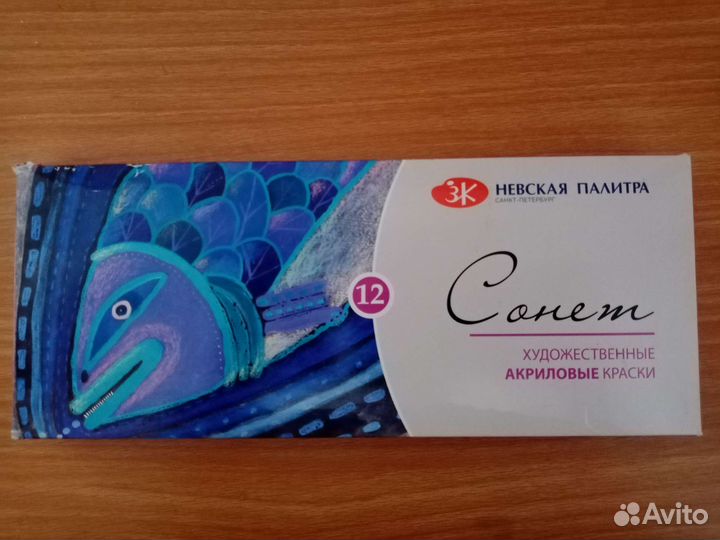 ЗК НЕВСКАЯ ПАЛИТРА
САНКТ-ПЕТЕРБУРГ
12
Сонет
ХУДОЖЕСТВЕННЫЕ
АКРИЛОВЫЕ КРАСКИ
Avito